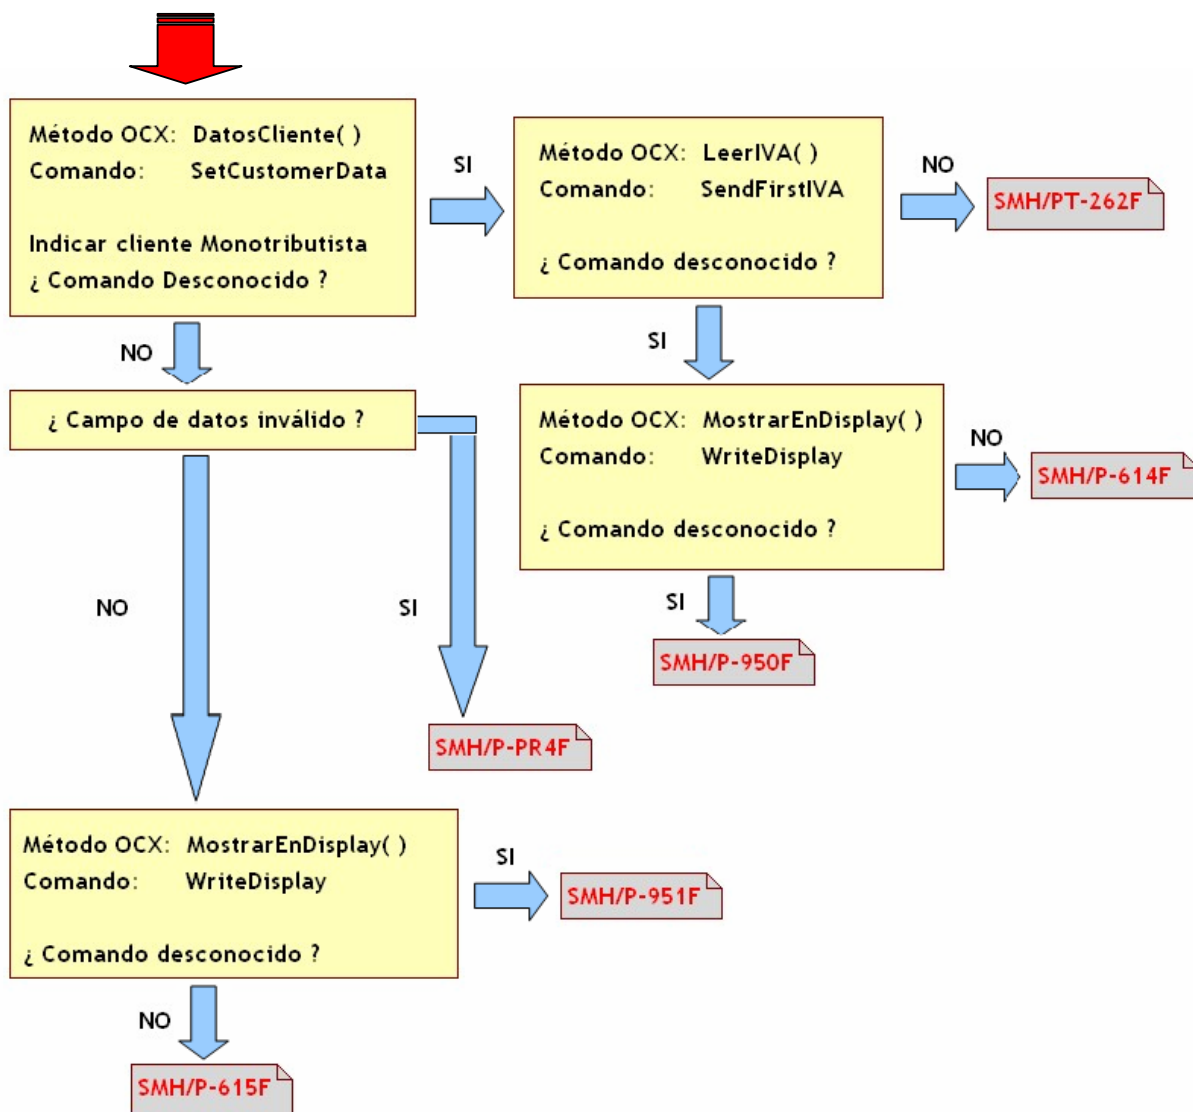 Método OCX: DatosCliente( )
Comando: SetCustomerData
Indicar cliente Monotributista
¿ Comando Desconocido ?
SI
Método OCX: LeerIVA( )
Comando: SendFirstIVA
¿ Comando desconocido ?
NO
SMH/PT-262F
NO
SI
¿ Campo de datos inválido ?
Método OCX: MostrarEnDisplay( )
Comando: WriteDisplay
¿ Comando desconocido ?
NO
SMH/P-614F
NO
SI
SI
SMH/P-950F
SMH/P-PR4F
Método OCX: MostrarEnDisplay( )
Comando: WriteDisplay
¿ Comando desconocido ?
SI
SMH/P-951F
NO
SMH/P-615F